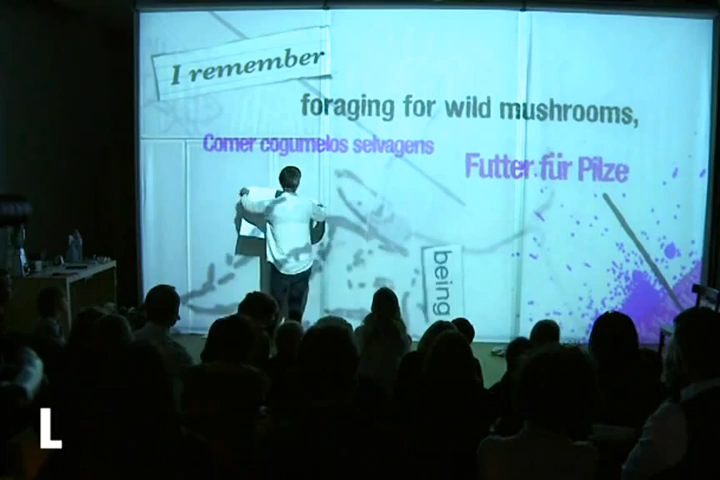 I remember
foraging for wild mushrooms,
Comer cogumelos selvagens
Futter für Pilze
being
L